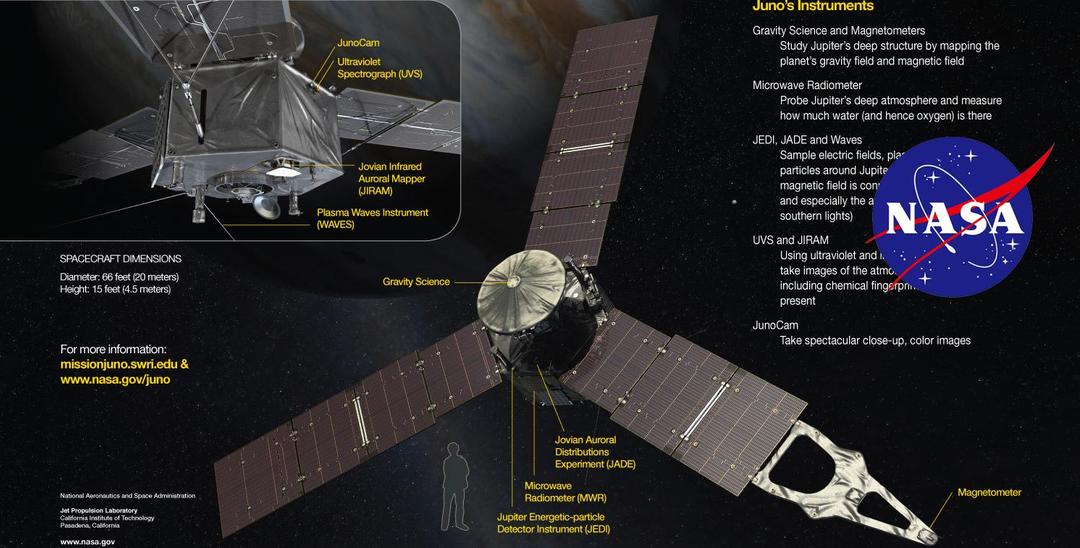 JunoCam
Ultraviolet
Spectrograph (UVS)
Jovian Infrared
Auroral Mapper
(JIRAM)
Plasma Waves Instrument
(WAVES)
SPACECRAFT DIMENSIONS
Diameter: 66 feet (20 meters)
Height: 15 feet (4.5 meters)
For more information:
missionjuno.swri.edu &
www.nasa.gov/juno
National Aeronautics and Space Administration
Jet Propulsion Laboratory
California Institute of Technology
Pasadena, California
www.nasa.gov
Gravity Science
Jovian Auroral
Distributions
Experiment (JADE)
Microwave
Radiometer (MWR)
Jupiter Energetic-particle
Detector Instrument (JEDI)
Magnetometer
Juno's Instruments
Gravity Science and Magnetometers
Study Jupiter's deep structure by mapping the
planet's gravity field and magnetic field
Microwave Radiometer
Probe Jupiter's deep atmosphere and measure
how much water (and hence oxygen) is there
JEDI, JADE and Waves
Sample electric fields,
particles around
magnetic field is
and especially the
southern lights)
UVS and JIRAM
Using ultraviolet and
take images of the
including chemical
present
JunoCam
Take spectacular close-up, color images
NASA